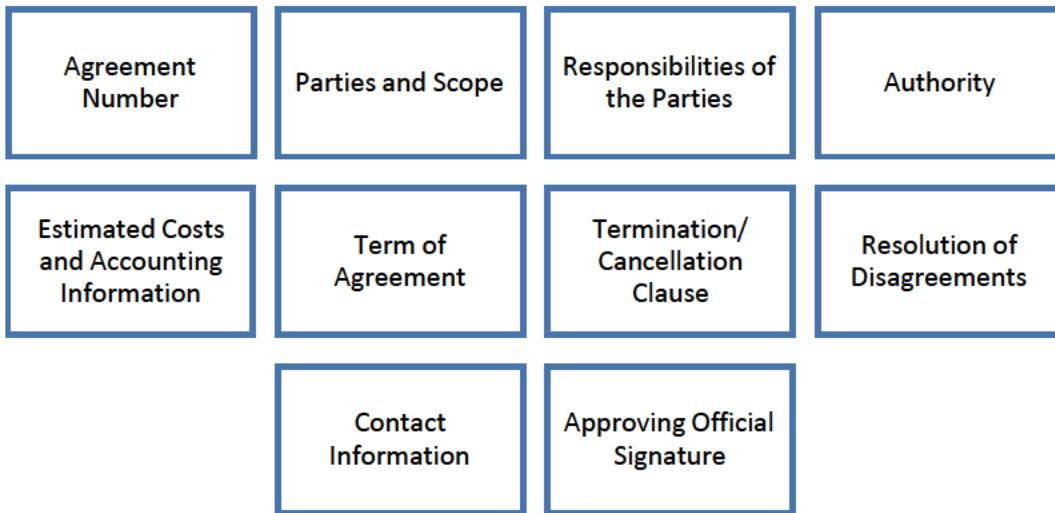 Agreement
Number
Parties and Scope
Responsibilities of
the Parties
Authority
Estimated Costs
and Accounting
Information
Term of
Agreement
Termination/
Cancellation
Clause
Resolution of
Disagreements
Contact
Information
Approving Official
Signature